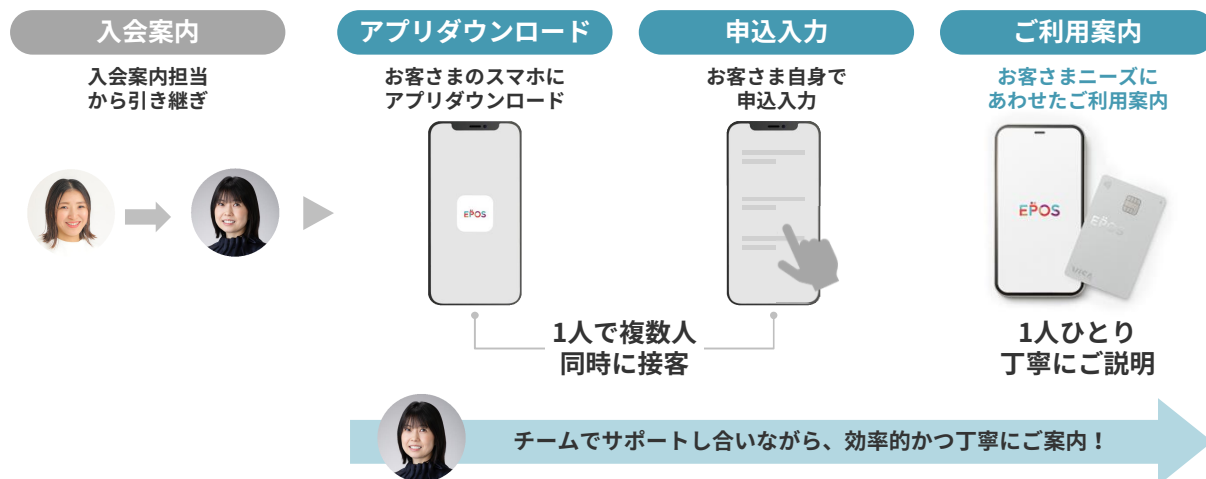 入会案内
入会案内担当
から引き継ぎ
アプリダウンロード
お客さまのスマホに
アプリダウンロード
EPOS
申込入力
お客さま自身で
申込入力
ご利用案内
お客さまニーズに
あわせたご利用案内
EPOS
EPOS
VISA
1人で複数人
同時に接客
1人ひとり
丁寧にご説明
チームでサポートし合いながら、効率的かつ丁寧にご案内！